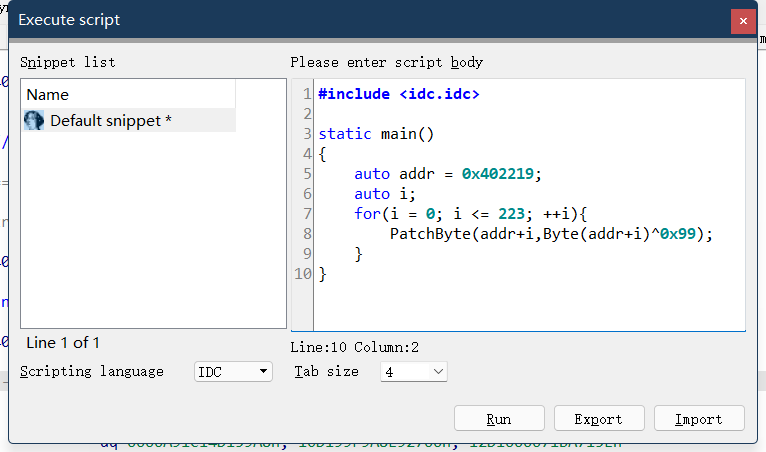 Execute script
Snippet list
Please enter script body
Name
Default snippet *
1 #include <idc.idc>
2
3 static main()
4 {
5     auto addr = 0x402219;
6     auto i;
7     for(i = 0; i <= 223; ++i){
8         PatchByte(addr+i,Byte(addr+i)^0x99);
9     }
10 }
Line 1 of 1
Line:10 Column:2
Scripting language
IDC
Tab size
4
Run
Export
Import